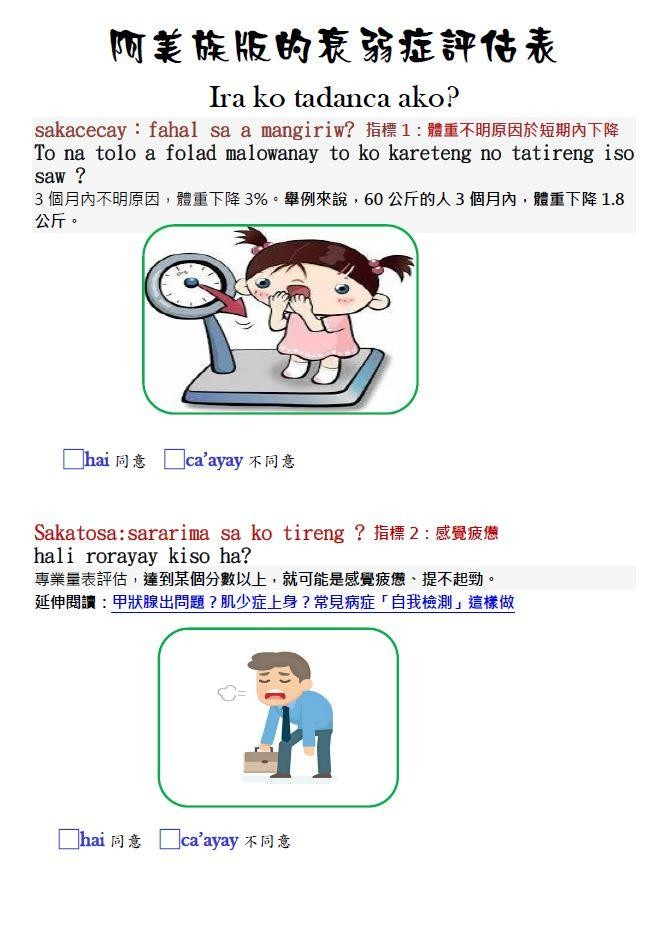 阿美族版的衰弱症評估表
Ira ko tadanca ako?
sakacecay：fahal sa a mangiriw? 指標 1：體重不明原因於短期內下降
To na tolo a folad malowanay to ko kareteng no tatireng iso
saw ?
3 個月內不明原因，體重下降 3%。舉例來說，60 公斤的人 3 個月內，體重下降 1.8
公斤。
□hai 同意 □ca’ayay 不同意
Sakatosa:sararima sa ko tireng ? 指標 2：感覺疲憊
hali rorayay kiso ha?
專業量表評估，達到某個分數以上，就可能是感覺疲憊、提不起勁。
延伸閱讀：甲狀腺出問題？肌少症上身？常見病症「自我檢測」這樣做
□hai 同意 □ca’ayay 不同意